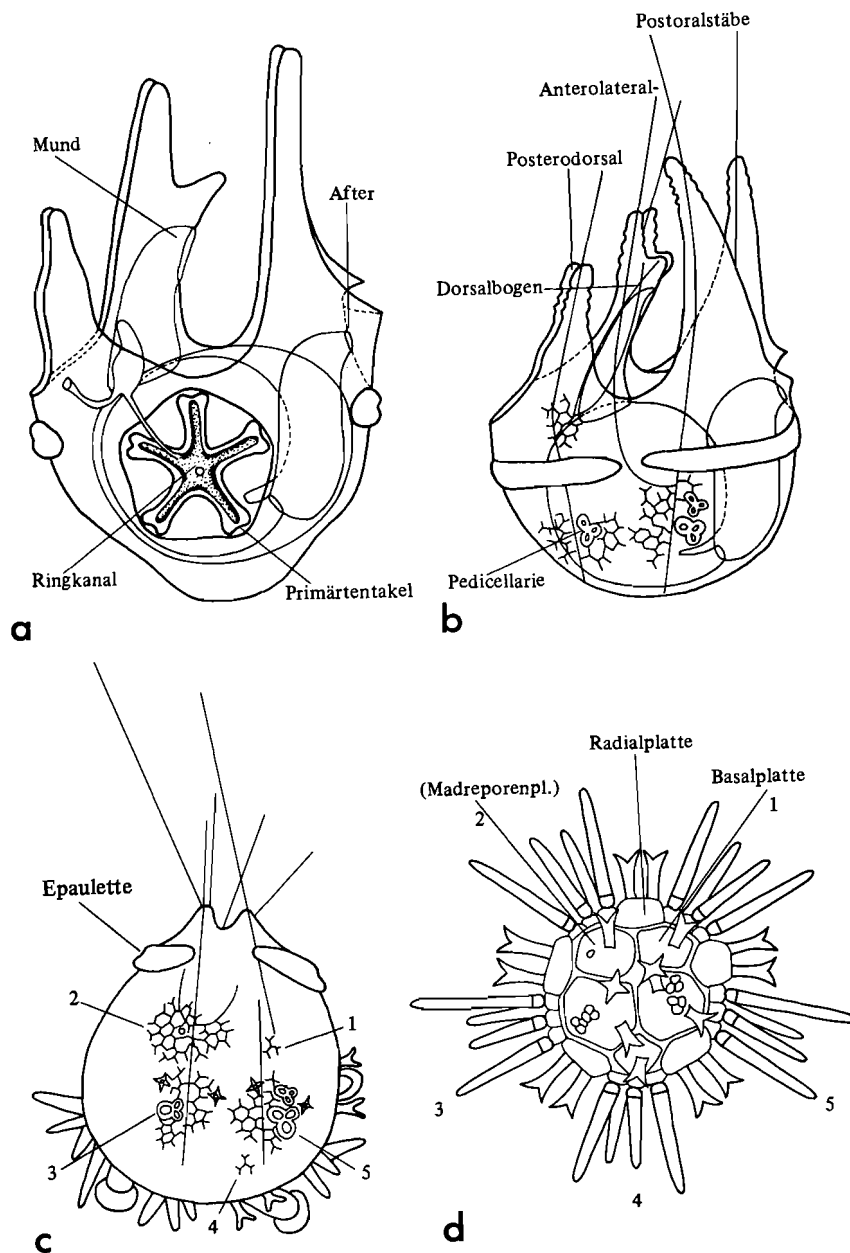 Mund
After
Ringkanal
Primärtentakel
a
Postoralstäbe
Anterolateral-
Posterodorsal
Dorsalbogen
Pedicellarie
b
Epaulette
2
1
3
5
4
c
Radialplatte
(Madreporenpl.)
Basalplatte
2
1
3
5
4
d